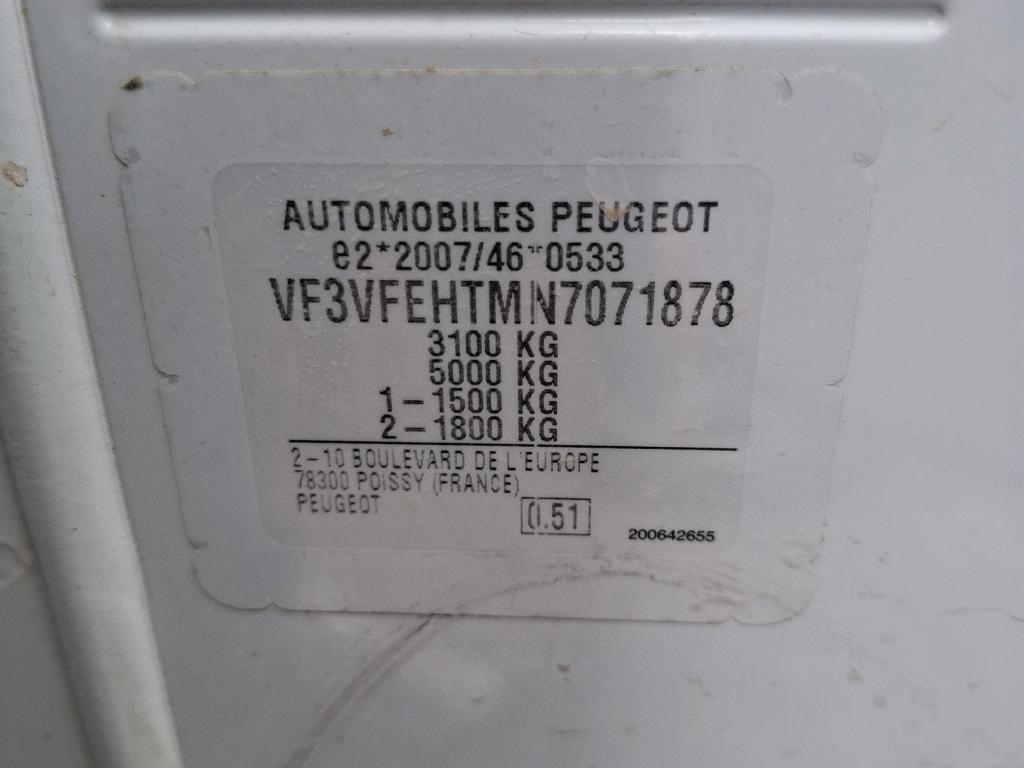 AUTOMOBILES PEUGEOT
e2*2007/46*0533
VF3VFEHTMN7071878
3100 KG
5000 KG
1-1500 KG
2-1800 KG
2-10 BOULEVARD DE L'EUROPE
78300 POISSY (FRANCE)
PEUGEOT
0.51
200642655